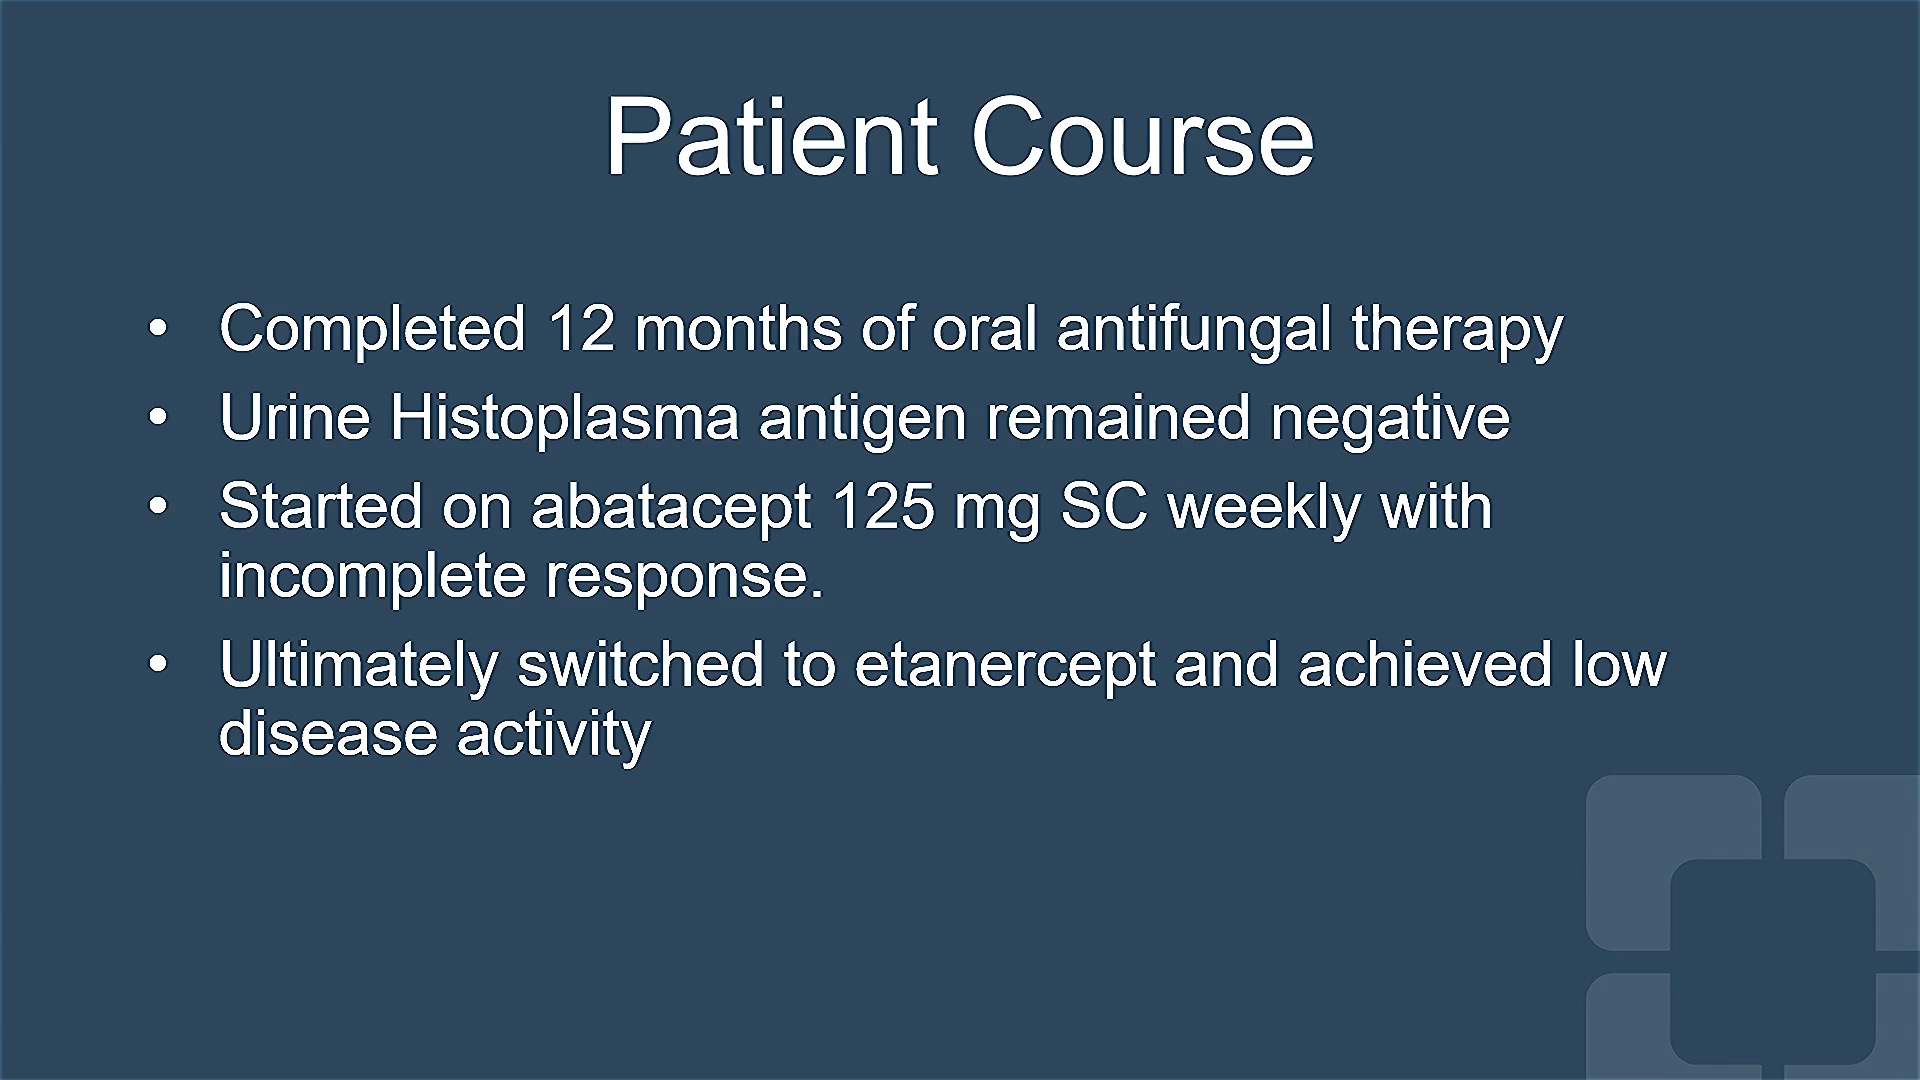 Patient Course
• Completed 12 months of oral antifungal therapy
• Urine Histoplasma antigen remained negative
• Started on abatacept 125 mg SC weekly with
incomplete response.
• Ultimately switched to etanercept and achieved low
disease activity